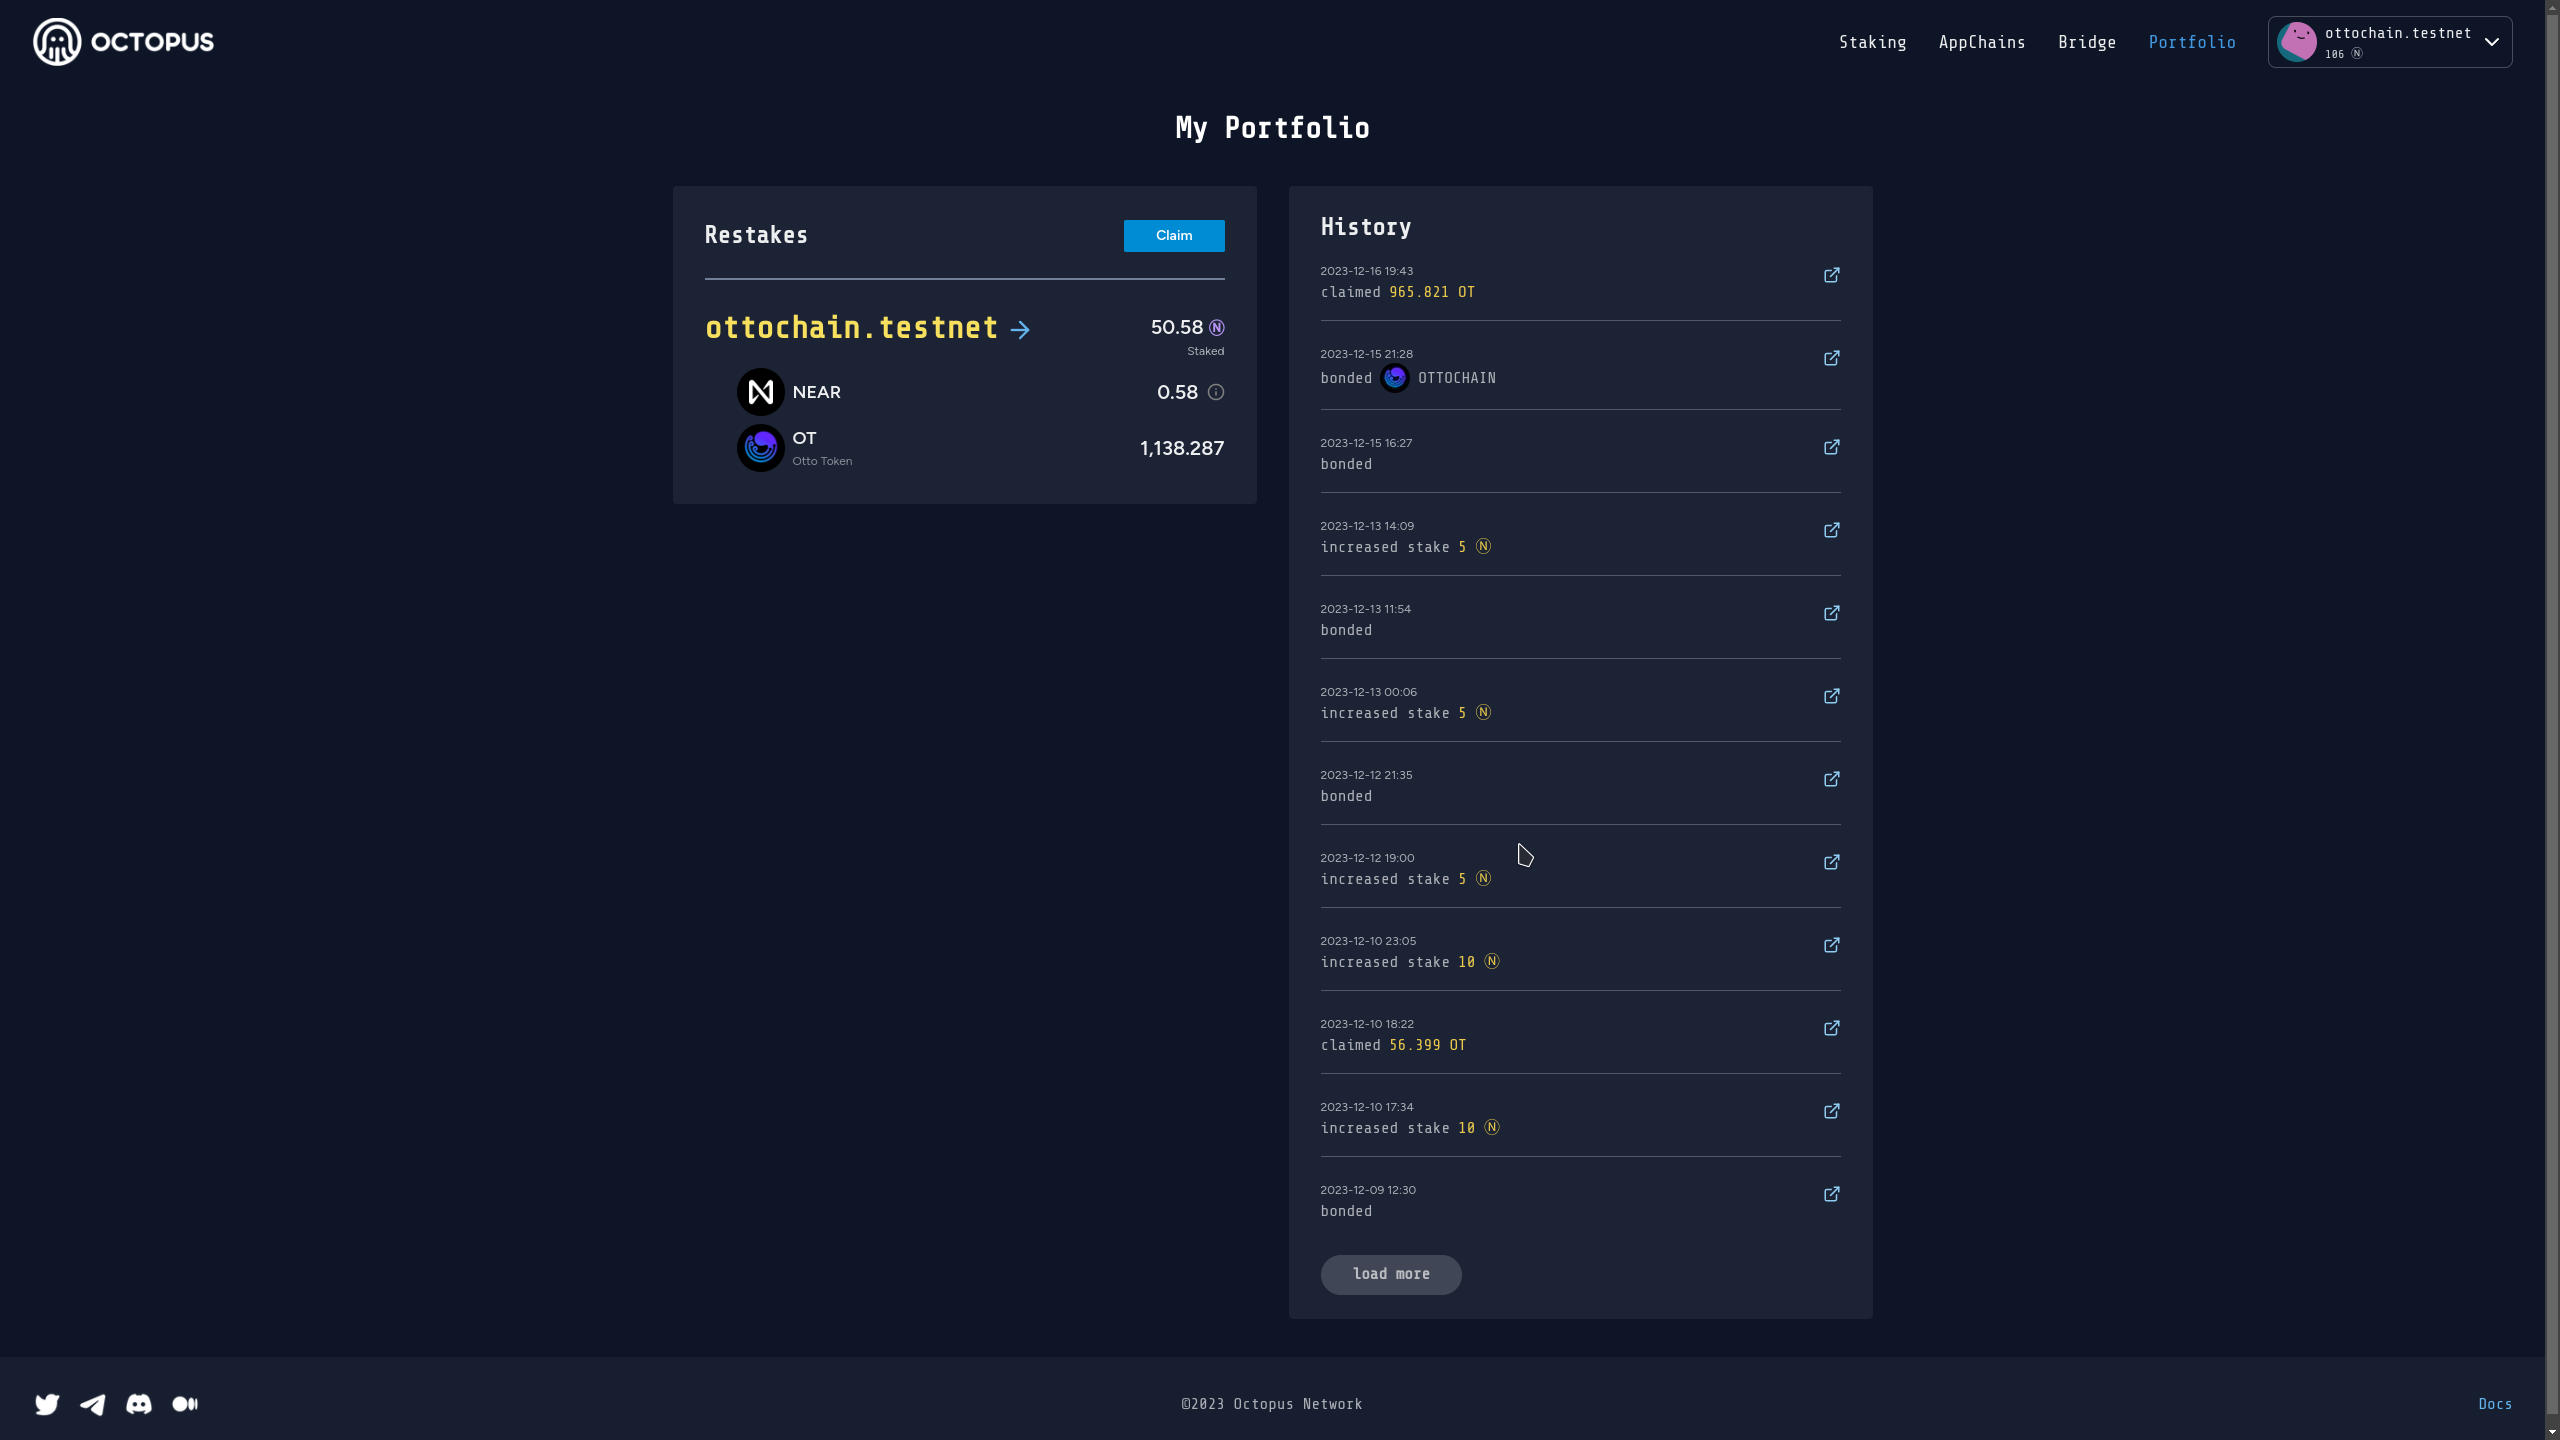 OCTOPUS
Staking AppChains Bridge Portfolio
ottochain.testnet
106 Ⓝ
My Portfolio
Restakes
Claim
ottochain.testnet → 50.58 Ⓝ
Staked
NEAR 0.58
OT
Otto Token
1,138.287
History
2023-12-16 19:43
claimed 965.821 OT
2023-12-15 21:28
bonded OTTOCHAIN
2023-12-15 16:27
bonded
2023-12-13 14:09
increased stake 5 Ⓝ
2023-12-13 11:54
bonded
2023-12-13 00:06
increased stake 5 Ⓝ
2023-12-12 21:35
bonded
2023-12-12 19:00
increased stake 5 Ⓝ
2023-12-10 23:05
increased stake 10 Ⓝ
2023-12-10 18:22
claimed 56.399 OT
2023-12-10 17:34
increased stake 10 Ⓝ
2023-12-09 12:30
bonded
load more
©2023 Octopus Network
Docs